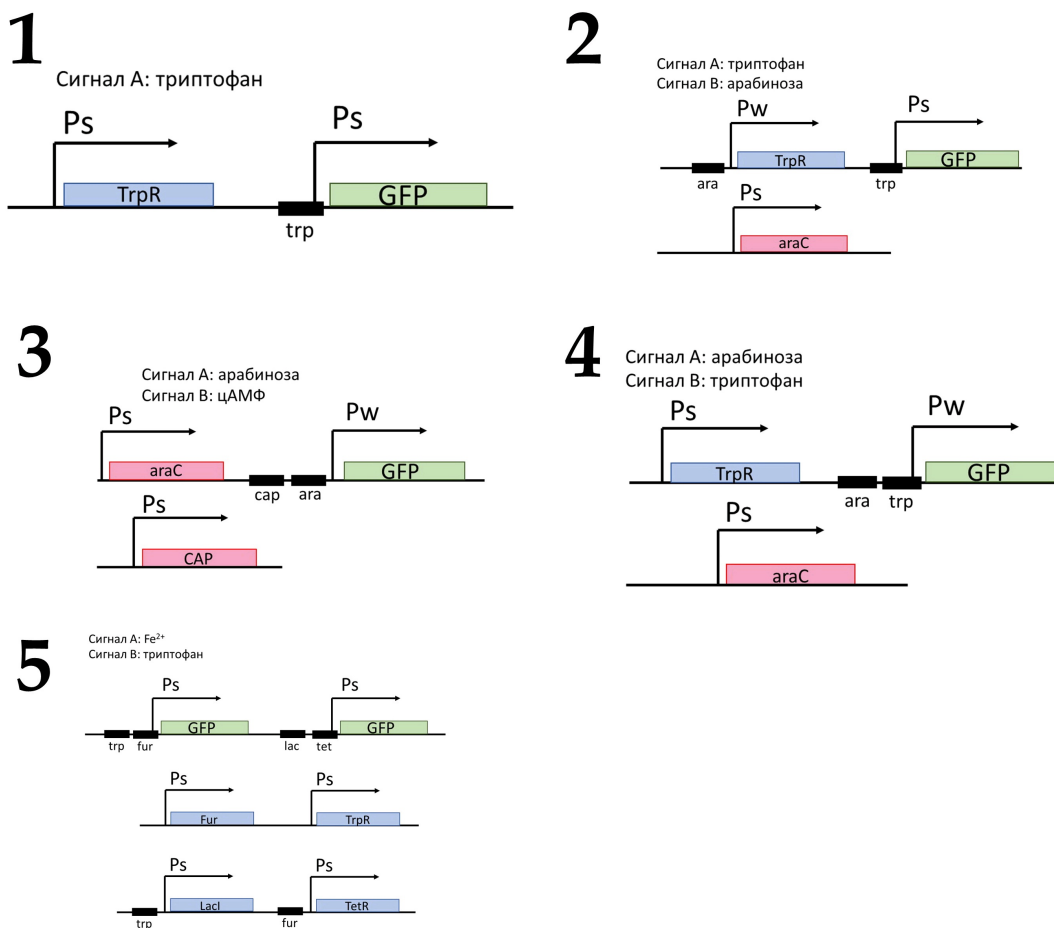 1
Сигнал А: триптофан
Ps
Ps
TrpR
GFP
trp
2
Сигнал А: триптофан
Сигнал В: арабиноза
Pw
Ps
TrpR
GFP
ara
trp
Ps
araC
3
Сигнал А: арабиноза
Сигнал В: цАМФ
Ps
Pw
araC
GFP
cap
ara
Ps
CAP
4
Сигнал А: арабиноза
Сигнал В: триптофан
Ps
Pw
TrpR
GFP
ara
trp
Ps
araC
5
Сигнал А: Fe²⁺
Сигнал В: триптофан
Ps
Ps
GFP
GFP
trp
fur
lac
tet
Ps
Ps
Fur
TrpR
Ps
Ps
LacI
TetR
trp
fur